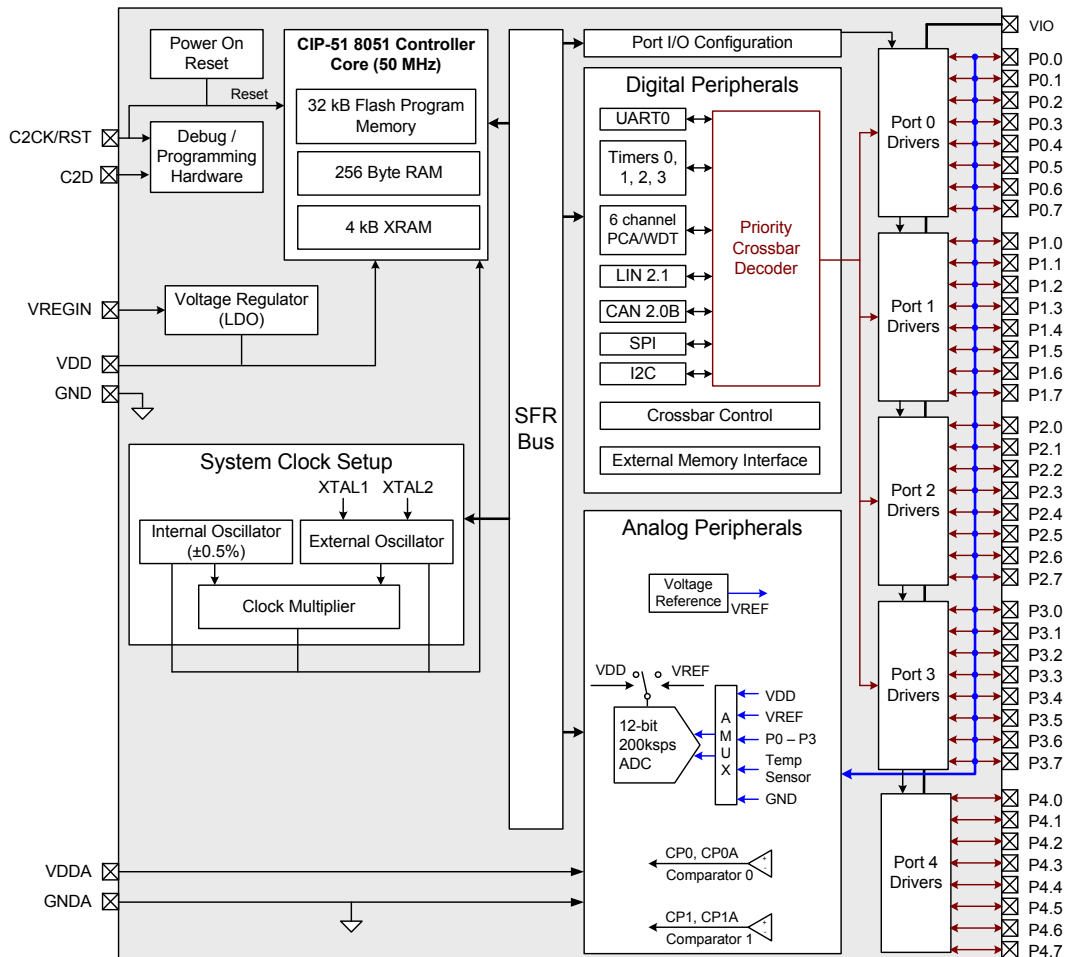 Power On
Reset
Reset
C2CK/RST
Debug /
Programming
Hardware
C2D
CIP-51 8051 Controller
Core (50 MHz)
32 kB Flash Program
Memory
256 Byte RAM
4 kB XRAM
VREGIN
Voltage Regulator
(LDO)
VDD
GND
System Clock Setup
XTAL1
XTAL2
Internal Oscillator
(±0.5%)
External Oscillator
Clock Multiplier
VDDA
GNDA
SFR
Bus
Port I/O Configuration
Digital Peripherals
UART0
Timers 0,
1, 2, 3
6 channel
PCA/WDT
LIN 2.1
CAN 2.0B
SPI
I2C
Priority
Crossbar
Decoder
Crossbar Control
External Memory Interface
Analog Peripherals
Voltage
Reference
VREF
VDD
VREF
12-bit
200ksps
ADC
A
M
U
X
VDD
VREF
P0 – P3
Temp
Sensor
GND
CP0, CP0A
+
-
Comparator 0
CP1, CP1A
+
-
Comparator 1
Port 0
Drivers
Port 1
Drivers
Port 2
Drivers
Port 3
Drivers
Port 4
Drivers
VIO
P0.0
P0.1
P0.2
P0.3
P0.4
P0.5
P0.6
P0.7
P1.0
P1.1
P1.2
P1.3
P1.4
P1.5
P1.6
P1.7
P2.0
P2.1
P2.2
P2.3
P2.4
P2.5
P2.6
P2.7
P3.0
P3.1
P3.2
P3.3
P3.4
P3.5
P3.6
P3.7
P4.0
P4.1
P4.2
P4.3
P4.4
P4.5
P4.6
P4.7